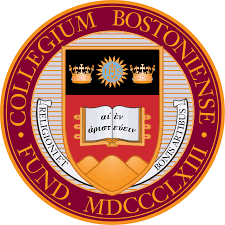 COLLEGIUM BOSTONIENSE
RELIGIONI ET
αἰὲν
ἀριστεύειν
BONIS ARTIBUS
FUND. MDCCCLXIII